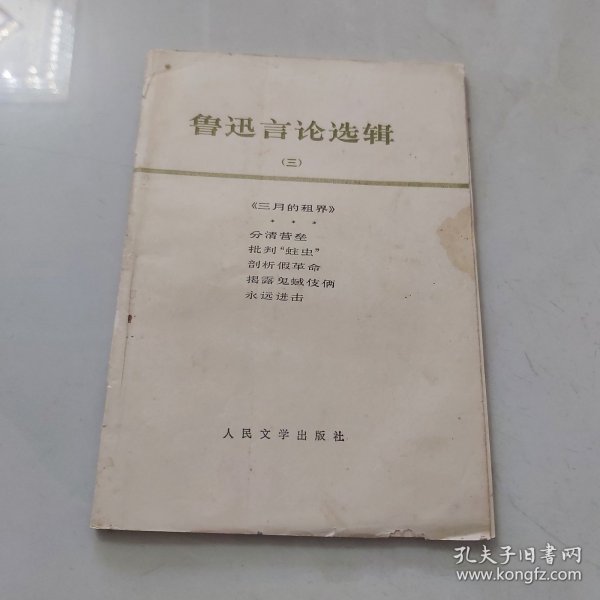 鲁迅言论选辑
(三)
《三月的租界》
* * *
分清营垒
批判“蛀虫”
剖析假革命
揭露鬼蜮伎俩
永远进击
人民文学出版社
孔夫子旧书网
www.kongfz.com